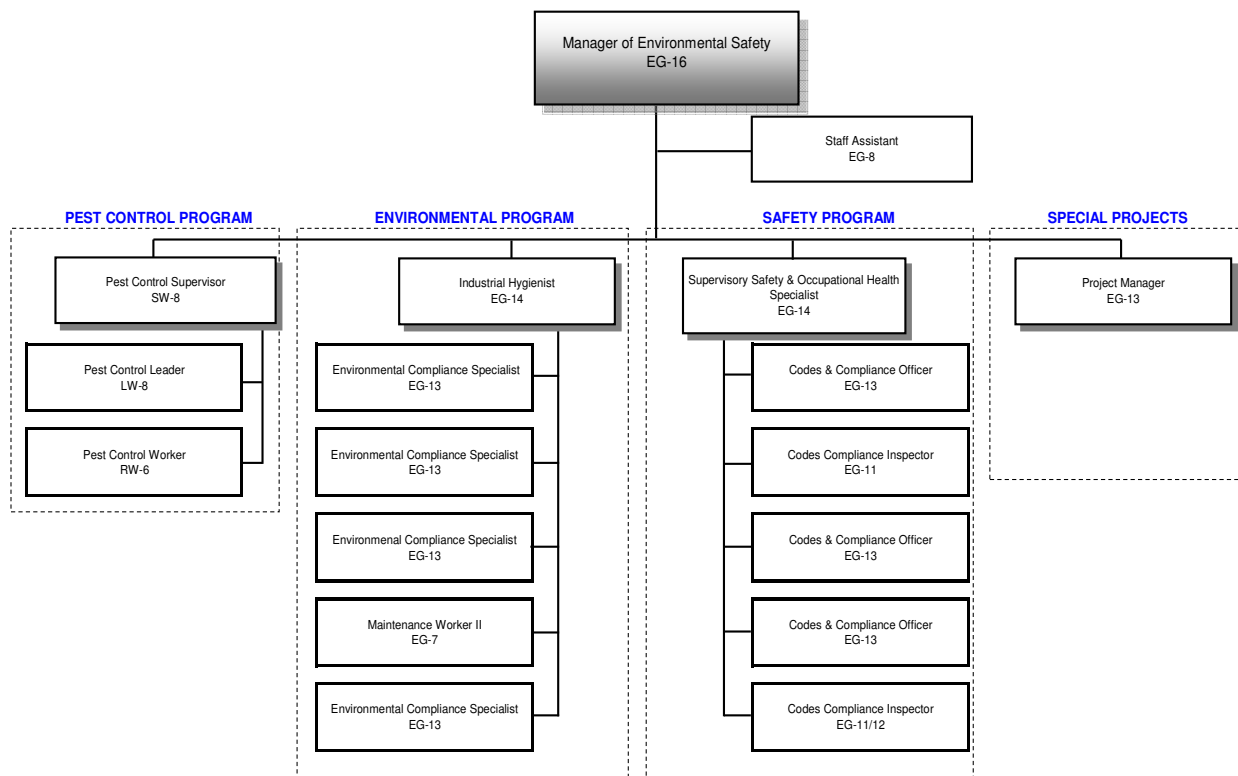 Manager of Environmental Safety
EG-16
Staff Assistant
EG-8
PEST CONTROL PROGRAM
ENVIRONMENTAL PROGRAM
SAFETY PROGRAM
SPECIAL PROJECTS
Pest Control Supervisor
SW-8
Industrial Hygienist
EG-14
Supervisory Safety & Occupational Health
Specialist
EG-14
Project Manager
EG-13
Pest Control Leader
LW-8
Pest Control Worker
RW-6
Environmental Compliance Specialist
EG-13
Environmental Compliance Specialist
EG-13
Environmenal Compliance Specialist
EG-13
Maintenance Worker II
EG-7
Environmental Compliance Specialist
EG-13
Codes & Compliance Officer
EG-13
Codes Compliance Inspector
EG-11
Codes & Compliance Officer
EG-13
Codes & Compliance Officer
EG-13
Codes Compliance Inspector
EG-11/12